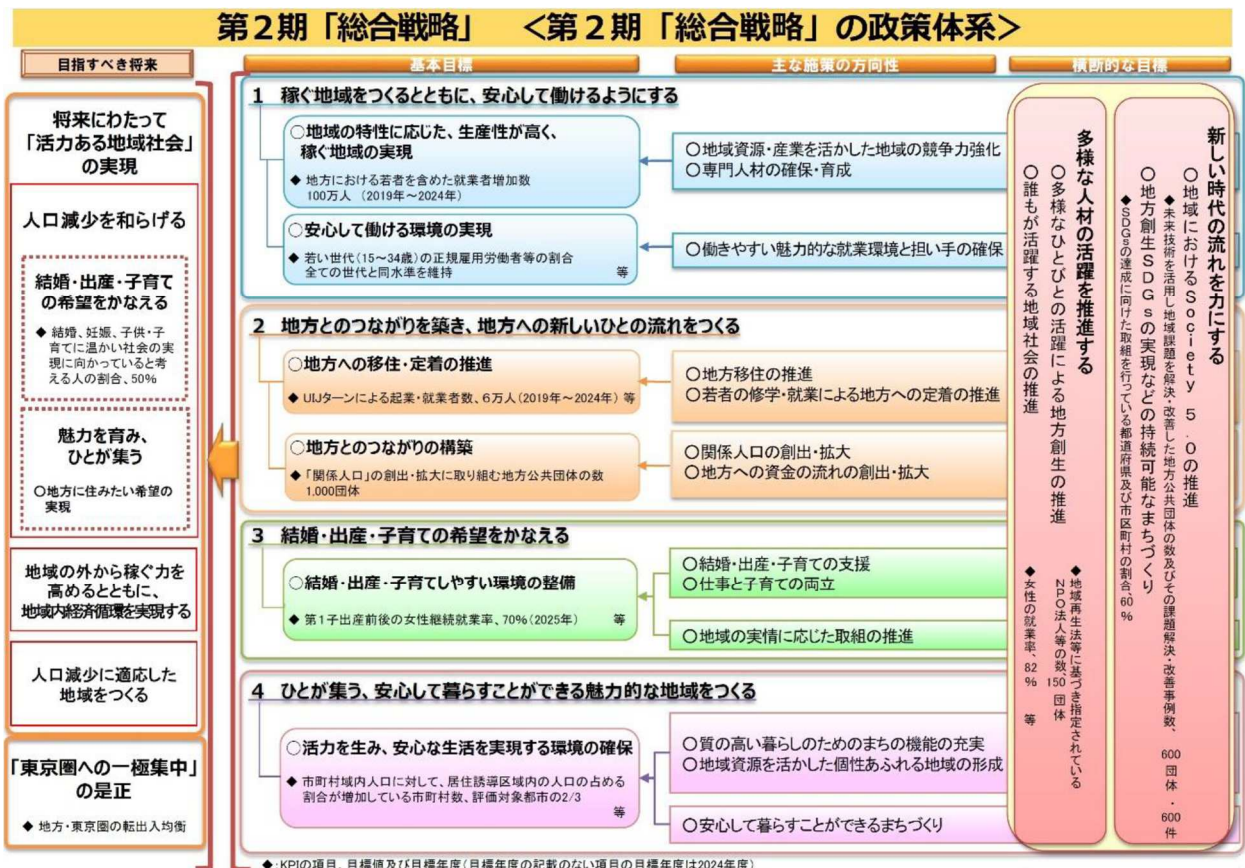 第２期「総合戦略」　＜第２期「総合戦略」の政策体系＞
目指すべき将来
将来にわたって
「活力ある地域社会」
の実現
人口減少を和らげる
結婚・出産・子育て
の希望をかなえる
◆ 結婚、妊娠、子供・子
育てに温かい社会の実
現に向かっていると考
える人の割合、50%
魅力を育み、
ひとが集う
○地方に住みたい希望の
実現
地域の外から稼ぐ力を
高めるとともに、
地域内経済循環を実現する
人口減少に適応した
地域をつくる
「東京圏への一極集中」
の是正
◆ 地方・東京圏の転出入均衡
基本目標
主な施策の方向性
横断的な目標
1 稼ぐ地域をつくるとともに、安心して働けるようにする
○地域の特性に応じた、生産性が高く、
稼ぐ地域の実現
◆ 地方における若者を含めた就業者増加数
100万人 （2019年～2024年）
○地域資源・産業を活かした地域の競争力強化
○専門人材の確保・育成
○安心して働ける環境の実現
◆ 若い世代（15～34歳）の正規雇用労働者等の割合
全ての世代と同水準を維持　等
○働きやすい魅力的な就業環境と担い手の確保
2 地方とのつながりを築き、地方への新しいひとの流れをつくる
○地方への移住・定着の推進
◆ UIJターンによる起業・就業者数、6万人（2019年～2024年） 等
○地方移住の推進
○若者の修学・就業による地方への定着の推進
○地方とのつながりの構築
◆「関係人口」の創出・拡大に取り組む地方公共団体の数
1,000団体
○関係人口の創出・拡大
○地方への資金の流れの創出・拡大
3 結婚・出産・子育ての希望をかなえる
○結婚・出産・子育てしやすい環境の整備
◆ 第１子出産前後の女性継続就業率、70%（2025年）　等
○結婚・出産・子育ての支援
○仕事と子育ての両立
○地域の実情に応じた取組の推進
4 ひとが集う、安心して暮らすことができる魅力的な地域をつくる
○活力を生み、安心な生活を実現する環境の確保
◆ 市町村域内人口に対して、居住誘導区域内の人口の占める
割合が増加している市町村数、評価対象都市の2/3
等
○質の高い暮らしのためのまちの機能の充実
○地域資源を活かした個性あふれる地域の形成
○安心して暮らすことができるまちづくり
新しい時代の流れを力にする
○地域におけるSociety 5.0の推進
◆未来技術を活用し地域課題を解決・改善した地方公共団体の数及びその課題解決・改善事例数、600団体・600件
○地方創生SDGsの実現などの持続可能なまちづくり
◆SDGsの達成に向けた取組を行っている都道府県及び市区町村の割合、60%
多様な人材の活躍を推進する
○多様なひとびとの活躍による地方創生の推進
◆地域再生法等に基づき指定されている
NPO法人等の数、150団体
○誰もが活躍する地域社会の推進
◆女性の就業率、82%　等
◆：KPIの項目、目標値及び目標年度（目標年度の記載のない項目の目標年度は2024年度）